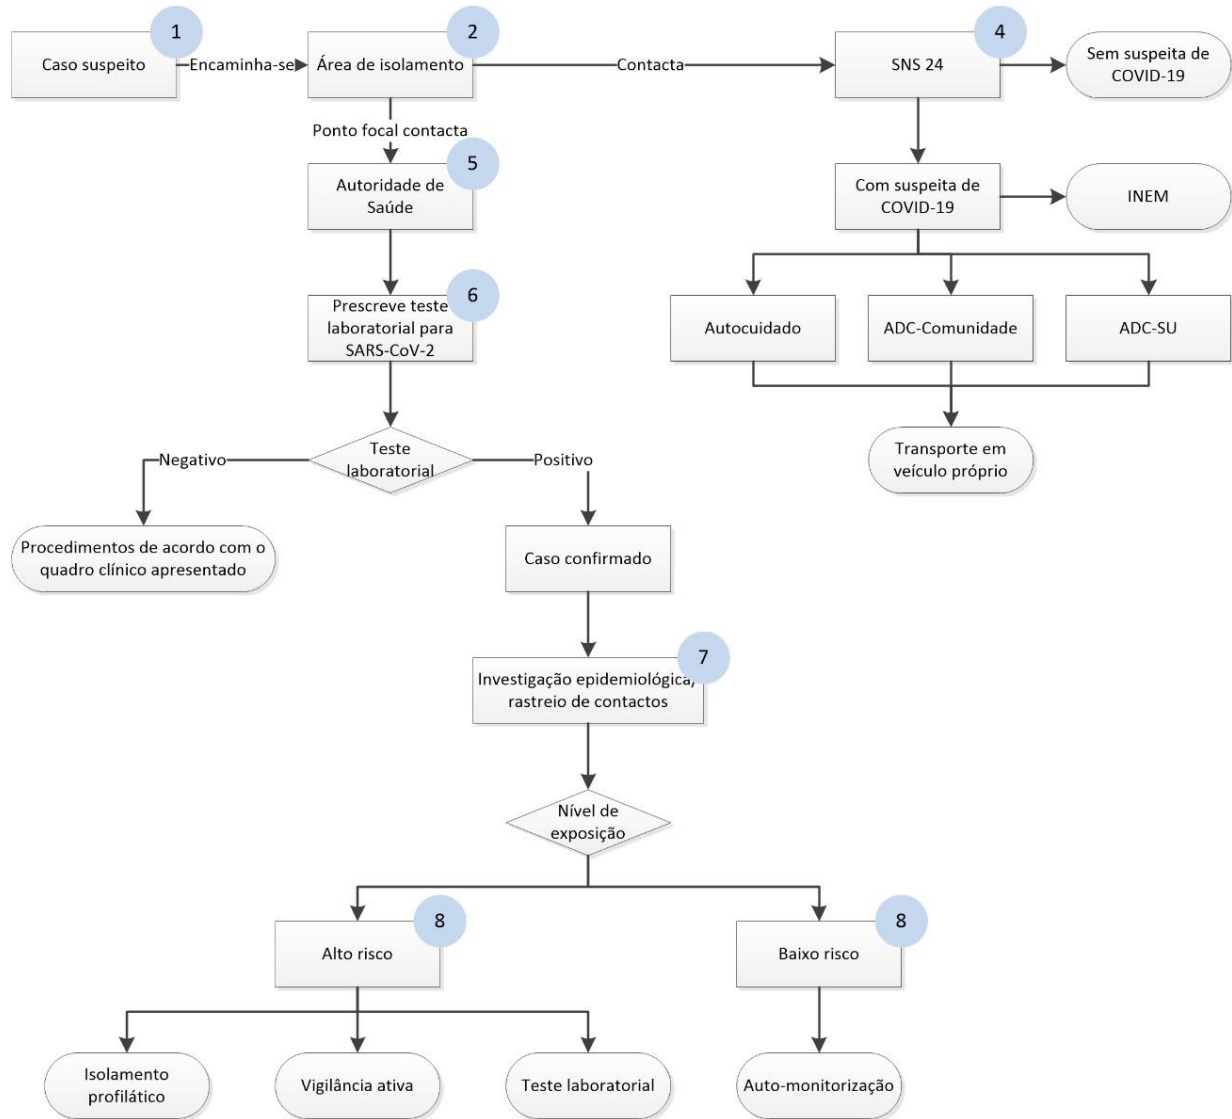 1
Caso suspeito
Encaminha-se
2
Área de isolamento
Contacta
4
SNS 24
Sem suspeita de
COVID-19
Ponto focal contacta
5
Autoridade de
Saúde
Com suspeita de
COVID-19
INEM
6
Prescreve teste
laboratorial para
SARS-CoV-2
Autocuidado
ADC-Comunidade
ADC-SU
Transporte em
veículo próprio
Teste
laboratorial
Negativo
Positivo
Procedimentos de acordo com o
quadro clínico apresentado
Caso confirmado
7
Investigação epidemiológica/
rastreio de contactos
Nível de
exposição
8
Alto risco
8
Baixo risco
Isolamento
profilático
Vigilância ativa
Teste laboratorial
Auto-monitorização